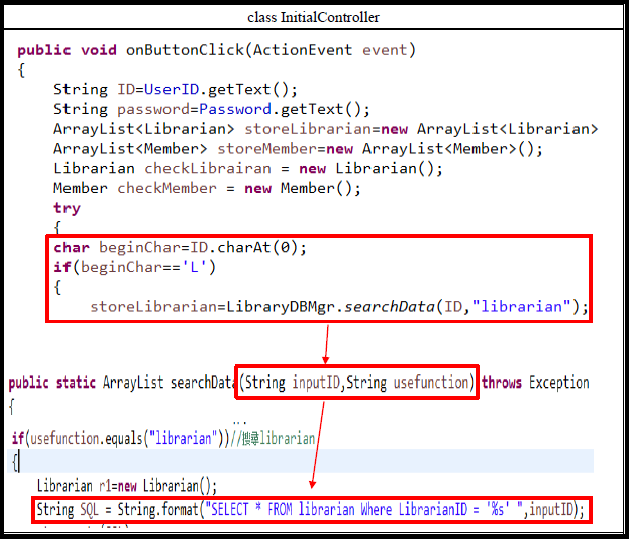 class InitialController
public void onButtonClick(ActionEvent event)
{
String ID=UserID.getText();
String password=Password.getText();
ArrayList<Librarian> storeLibrarian=new ArrayList<Librarian>
ArrayList<Member> storeMember=new ArrayList<Member>();
Librarian checkLibrairan = new Librarian();
Member checkMember = new Member();
try
{
char beginChar=ID.charAt(0);
if(beginChar=='L')
{
storeLibrarian=LibraryDBMgr.searchData(ID,"librarian");
public static ArrayList searchData(String inputID,String usefunction) throws Exception
{
...
if(usefunction.equals("librarian"))//搜尋librarian
{
Librarian r1=new Librarian();
String SQL = String.format("SELECT * FROM librarian Where LibrarianID = '%s' ",inputID);